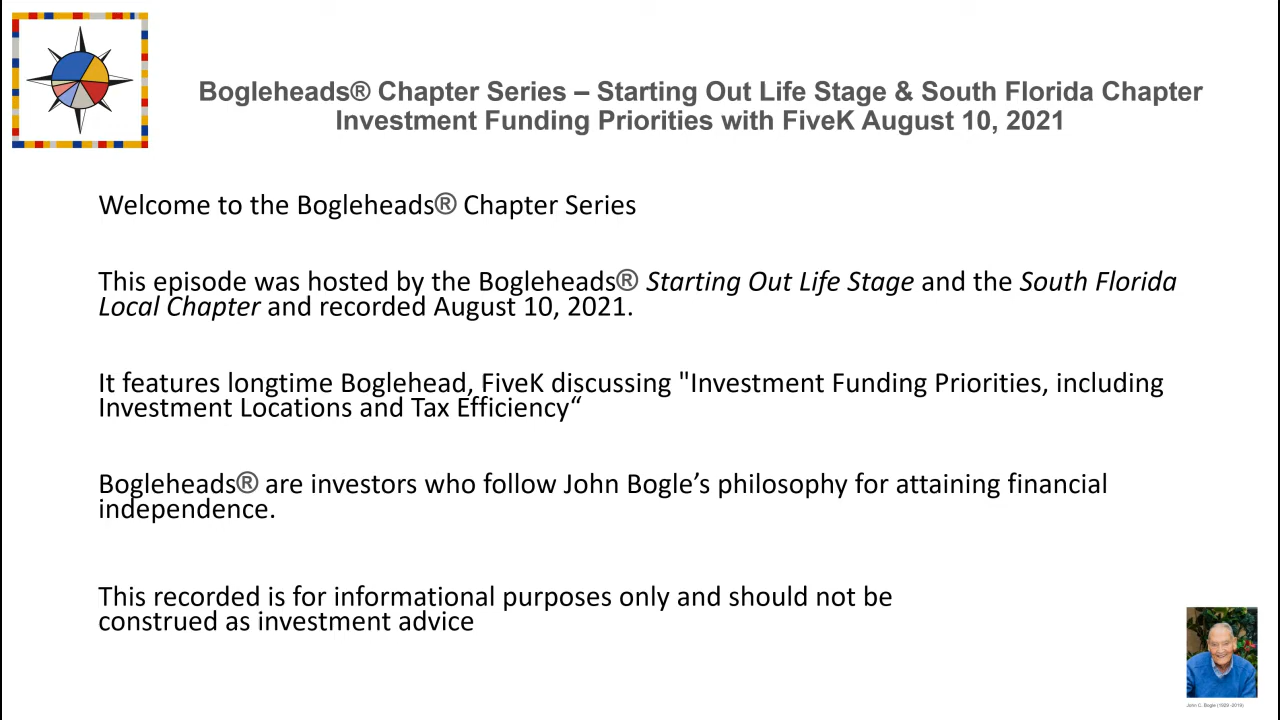 Bogleheads® Chapter Series – Starting Out Life Stage & South Florida Chapter
Investment Funding Priorities with FiveK August 10, 2021
Welcome to the Bogleheads® Chapter Series
This episode was hosted by the Bogleheads® Starting Out Life Stage and the South Florida
Local Chapter and recorded August 10, 2021.
It features longtime Boglehead, FiveK discussing "Investment Funding Priorities, including
Investment Locations and Tax Efficiency“
Bogleheads® are investors who follow John Bogle’s philosophy for attaining financial
independence.
This recorded is for informational purposes only and should not be
construed as investment advice
John C. Bogle (1929 -2019)